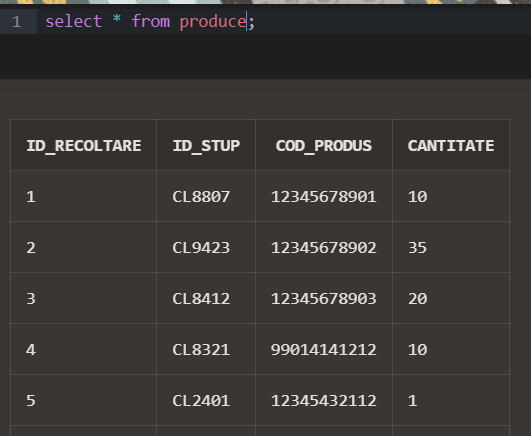 1 select * from produce;
ID_RECOLTARE ID_STUP COD_PRODUS CANTITATE
1 CL8807 12345678901 10
2 CL9423 12345678902 35
3 CL8412 12345678903 20
4 CL8321 99014141212 10
5 CL2401 12345432112 1